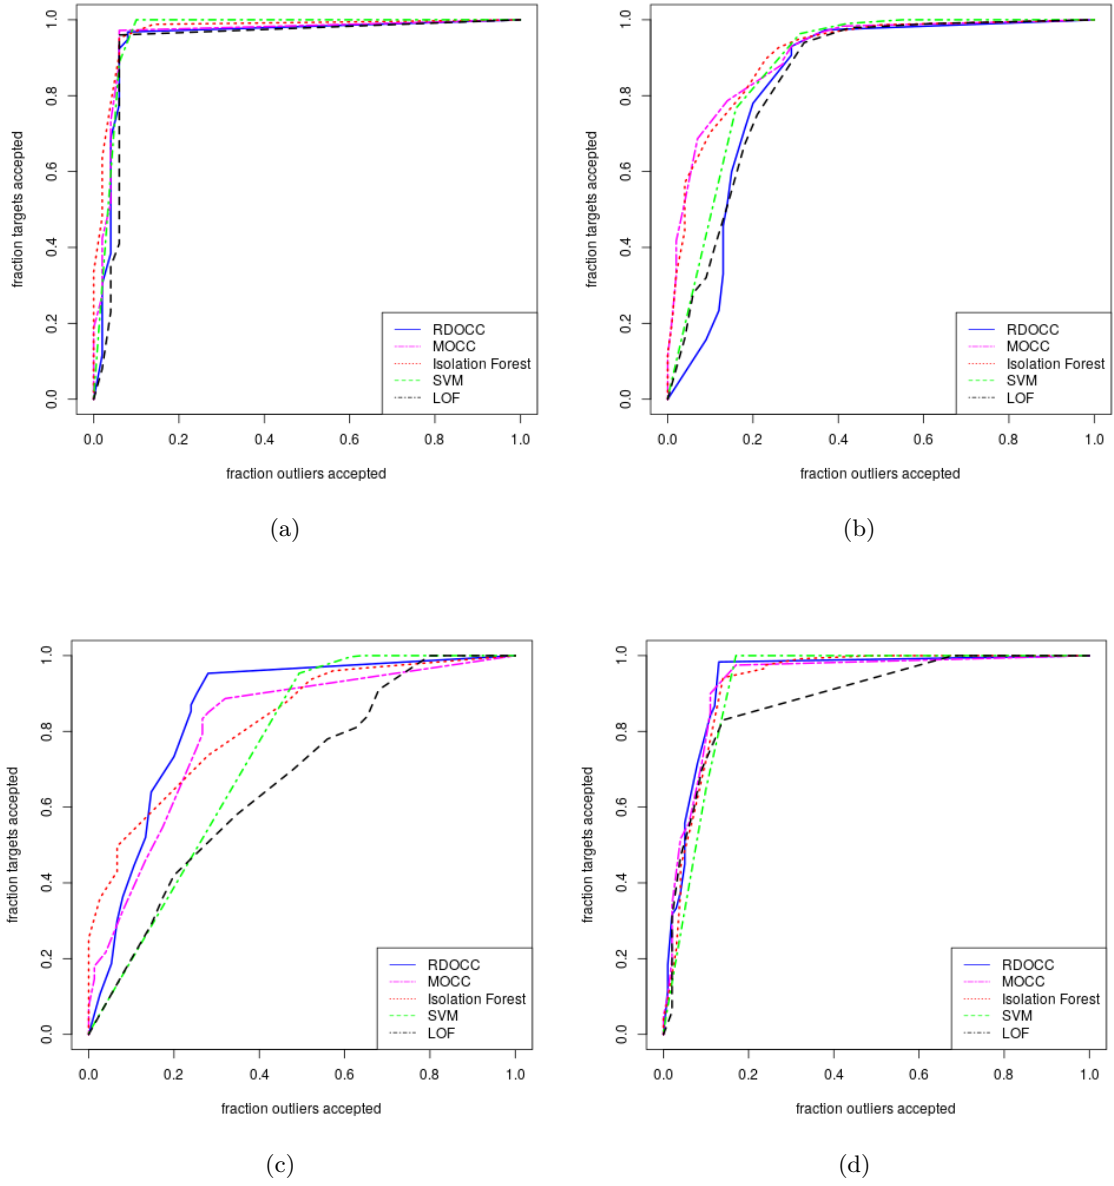 1.0
0.8
0.6
0.4
0.2
0.0
fraction targets accepted
RDOCC
MOCC
Isolation Forest
SVM
LOF
0.0 0.2 0.4 0.6 0.8 1.0
fraction outliers accepted
(a)
1.0
0.8
0.6
0.4
0.2
0.0
fraction targets accepted
RDOCC
MOCC
Isolation Forest
SVM
LOF
0.0 0.2 0.4 0.6 0.8 1.0
fraction outliers accepted
(b)
1.0
0.8
0.6
0.4
0.2
0.0
fraction targets accepted
RDOCC
MOCC
Isolation Forest
SVM
LOF
0.0 0.2 0.4 0.6 0.8 1.0
fraction outliers accepted
(c)
1.0
0.8
0.6
0.4
0.2
0.0
fraction targets accepted
RDOCC
MOCC
Isolation Forest
SVM
LOF
0.0 0.2 0.4 0.6 0.8 1.0
fraction outliers accepted
(d)